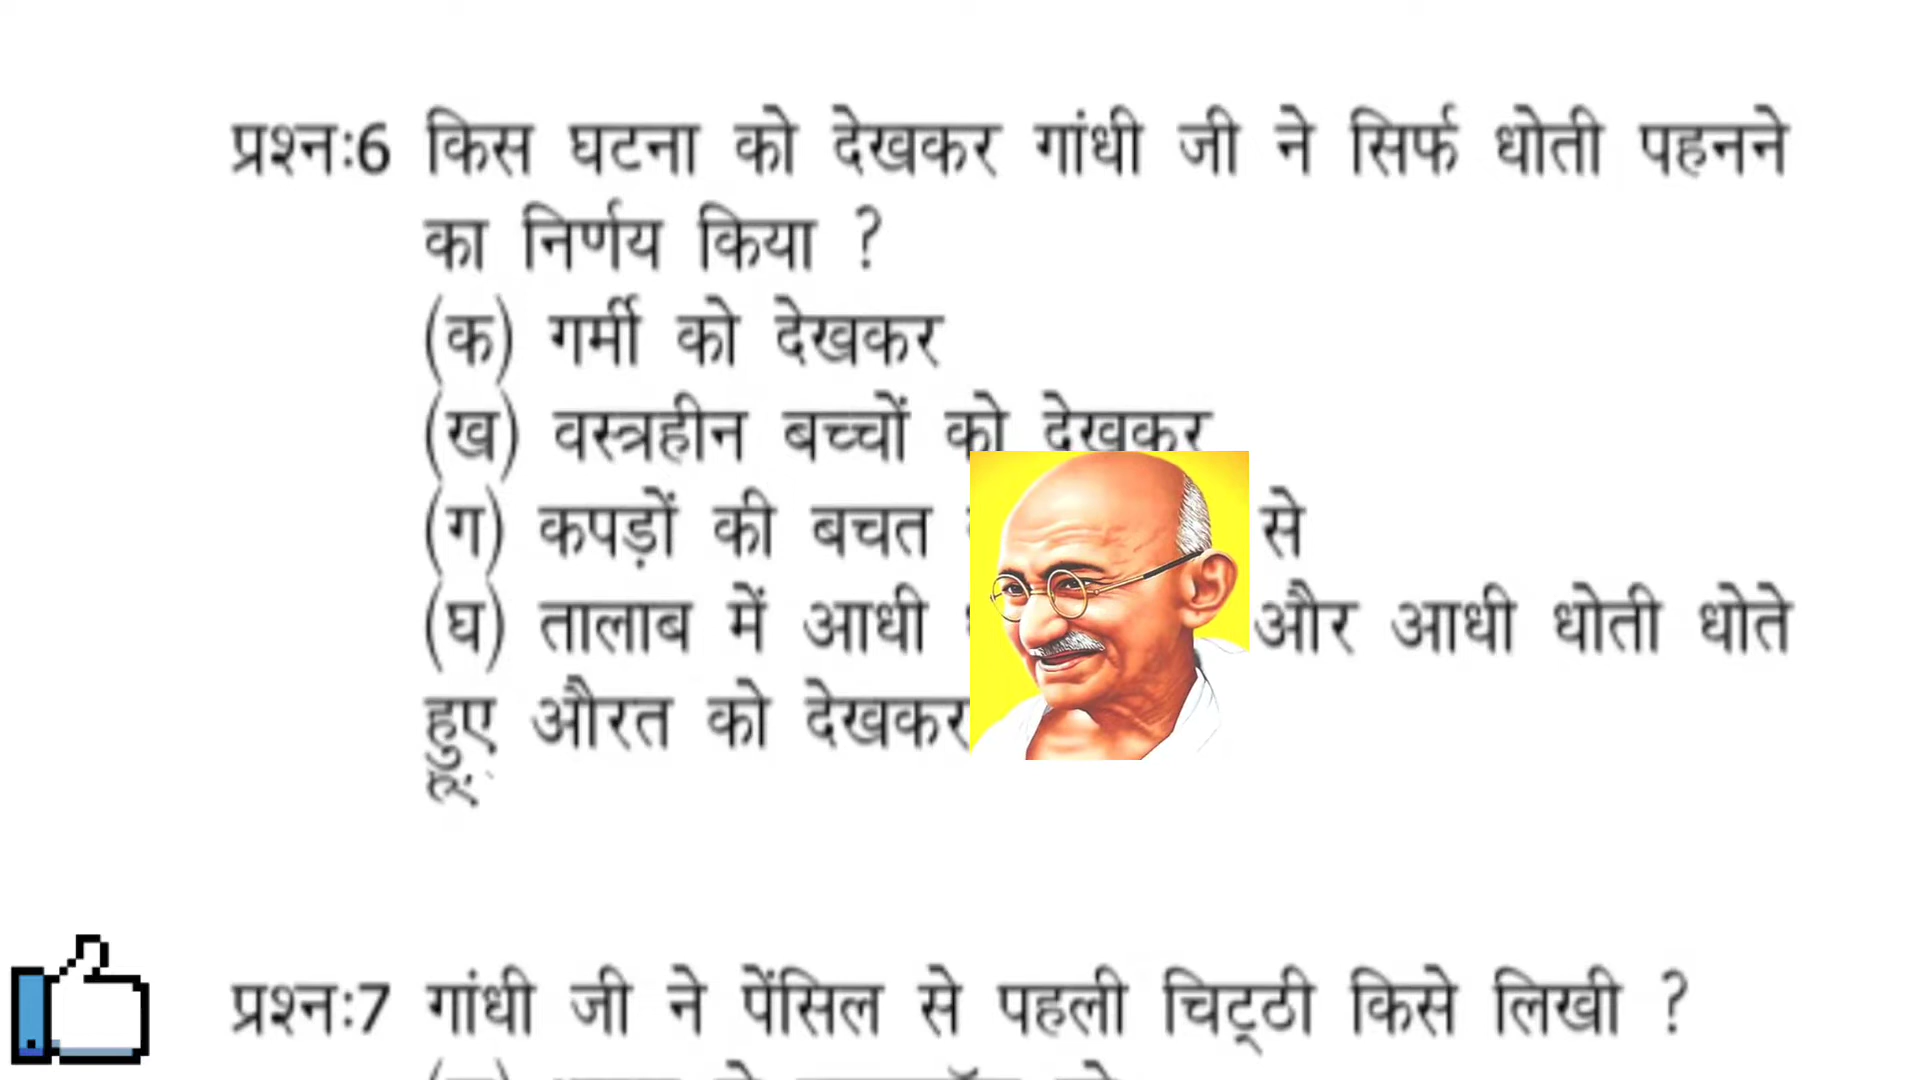 प्रश्न:6 किस घटना को देखकर गांधी जी ने सिर्फ धोती पहनने
का निर्णय किया ?
(क) गर्मी को देखकर
(ख) वस्त्रहीन बच्चों को देखकर
(ग) कपड़ों की बचत से
(घ) तालाब में आधी और आधी धोती धोते
हुए औरत को देखकर
प्रश्न:7 गांधी जी ने पेंसिल से पहली चिट्ठी किसे लिखी ?